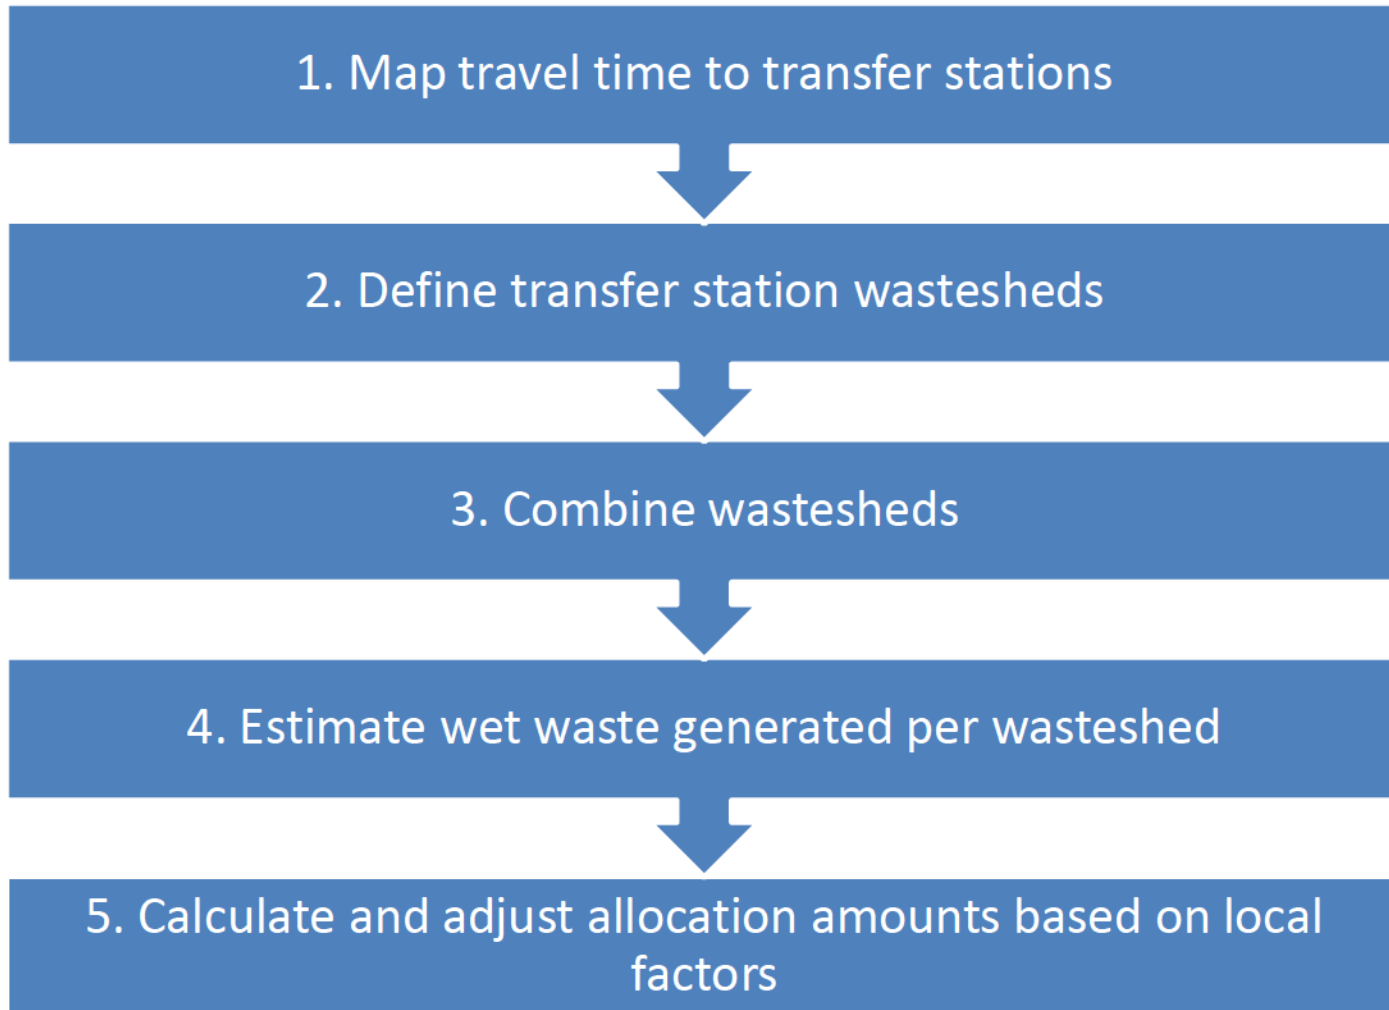 1. Map travel time to transfer stations
2. Define transfer station wastesheds
3. Combine wastesheds
4. Estimate wet waste generated per wasteshed
5. Calculate and adjust allocation amounts based on local
factors